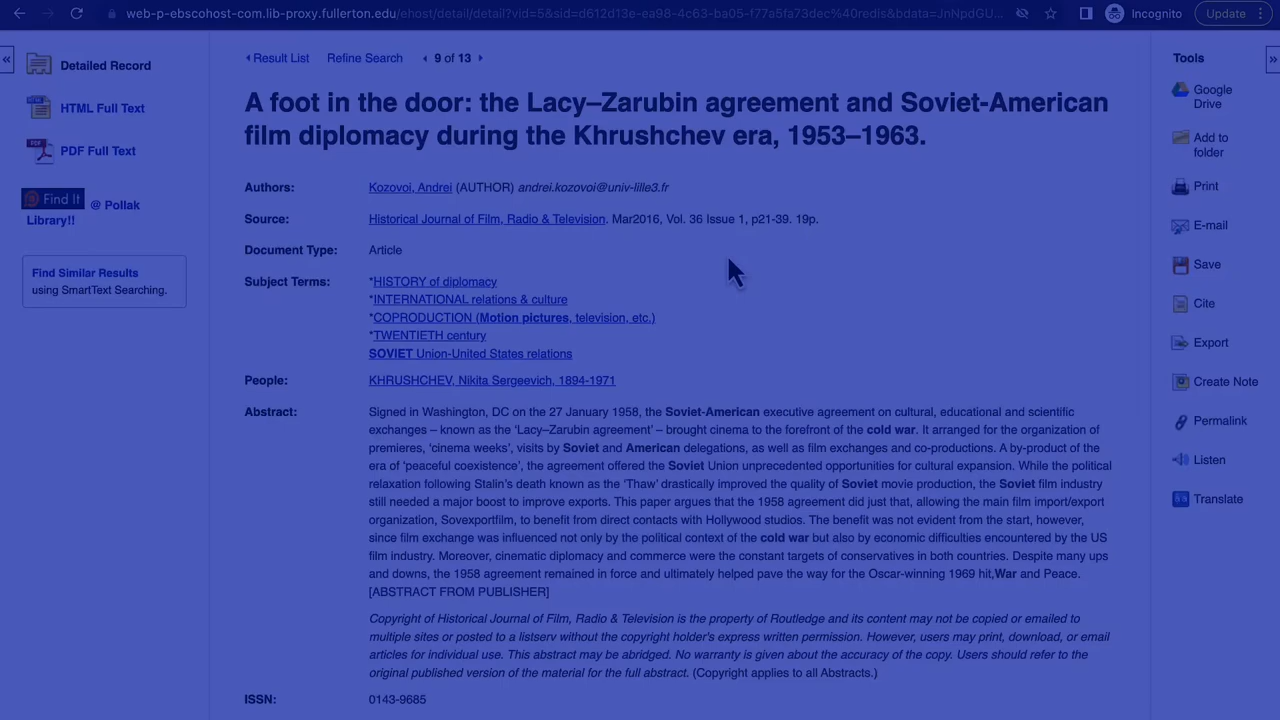 web-p-ebscohost-com.lib-proxy.fullerton.edu/ehost/detail/detail?vid=5&sid=d612d13e-ea98-4c63-ba05-f77a5fa73dec%40redis&bdata=JnNpdGU... Incognito Update
Detailed Record
HTML Full Text
PDF Full Text
Find It @ Pollak
Library!!
Find Similar Results
using SmartText Searching.
Result List Refine Search 9 of 13
A foot in the door: the Lacy–Zarubin agreement and Soviet-American
film diplomacy during the Khrushchev era, 1953–1963.
Authors: Kozovoi, Andrei (AUTHOR) andrei.kozovoi@univ-lille3.fr
Source: Historical Journal of Film, Radio & Television. Mar2016, Vol. 36 Issue 1, p21-39. 19p.
Document Type: Article
Subject Terms: *HISTORY of diplomacy
*INTERNATIONAL relations & culture
*COPRODUCTION (Motion pictures, television, etc.)
*TWENTIETH century
SOVIET Union-United States relations
People: KHRUSHCHEV, Nikita Sergeevich, 1894-1971
Abstract: Signed in Washington, DC on the 27 January 1958, the Soviet-American executive agreement on cultural, educational and scientific
exchanges – known as the ‘Lacy–Zarubin agreement’ – brought cinema to the forefront of the cold war. It arranged for the organization of
premieres, ‘cinema weeks’, visits by Soviet and American delegations, as well as film exchanges and co-productions. A by-product of the
era of ‘peaceful coexistence’, the agreement offered the Soviet Union unprecedented opportunities for cultural expansion. While the political
relaxation following Stalin’s death known as the ‘Thaw’ drastically improved the quality of Soviet movie production, the Soviet film industry
still needed a major boost to improve exports. This paper argues that the 1958 agreement did just that, allowing the main film import/export
organization, Sovexportfilm, to benefit from direct contacts with Hollywood studios. The benefit was not evident from the start, however,
since film exchange was influenced not only by the political context of the cold war but also by economic difficulties encountered by the US
film industry. Moreover, cinematic diplomacy and commerce were the constant targets of conservatives in both countries. Despite many ups
and downs, the 1958 agreement remained in force and ultimately helped pave the way for the Oscar-winning 1969 hit,War and Peace.
[ABSTRACT FROM PUBLISHER]
Copyright of Historical Journal of Film, Radio & Television is the property of Routledge and its content may not be copied or emailed to
multiple sites or posted to a listserv without the copyright holder's express written permission. However, users may print, download, or email
articles for individual use. This abstract may be abridged. No warranty is given about the accuracy of the copy. Users should refer to the
original published version of the material for the full abstract. (Copyright applies to all Abstracts.)
ISSN: 0143-9685
Tools
Google
Drive
Add to
folder
Print
E-mail
Save
Cite
Export
Create Note
Permalink
Listen
Translate